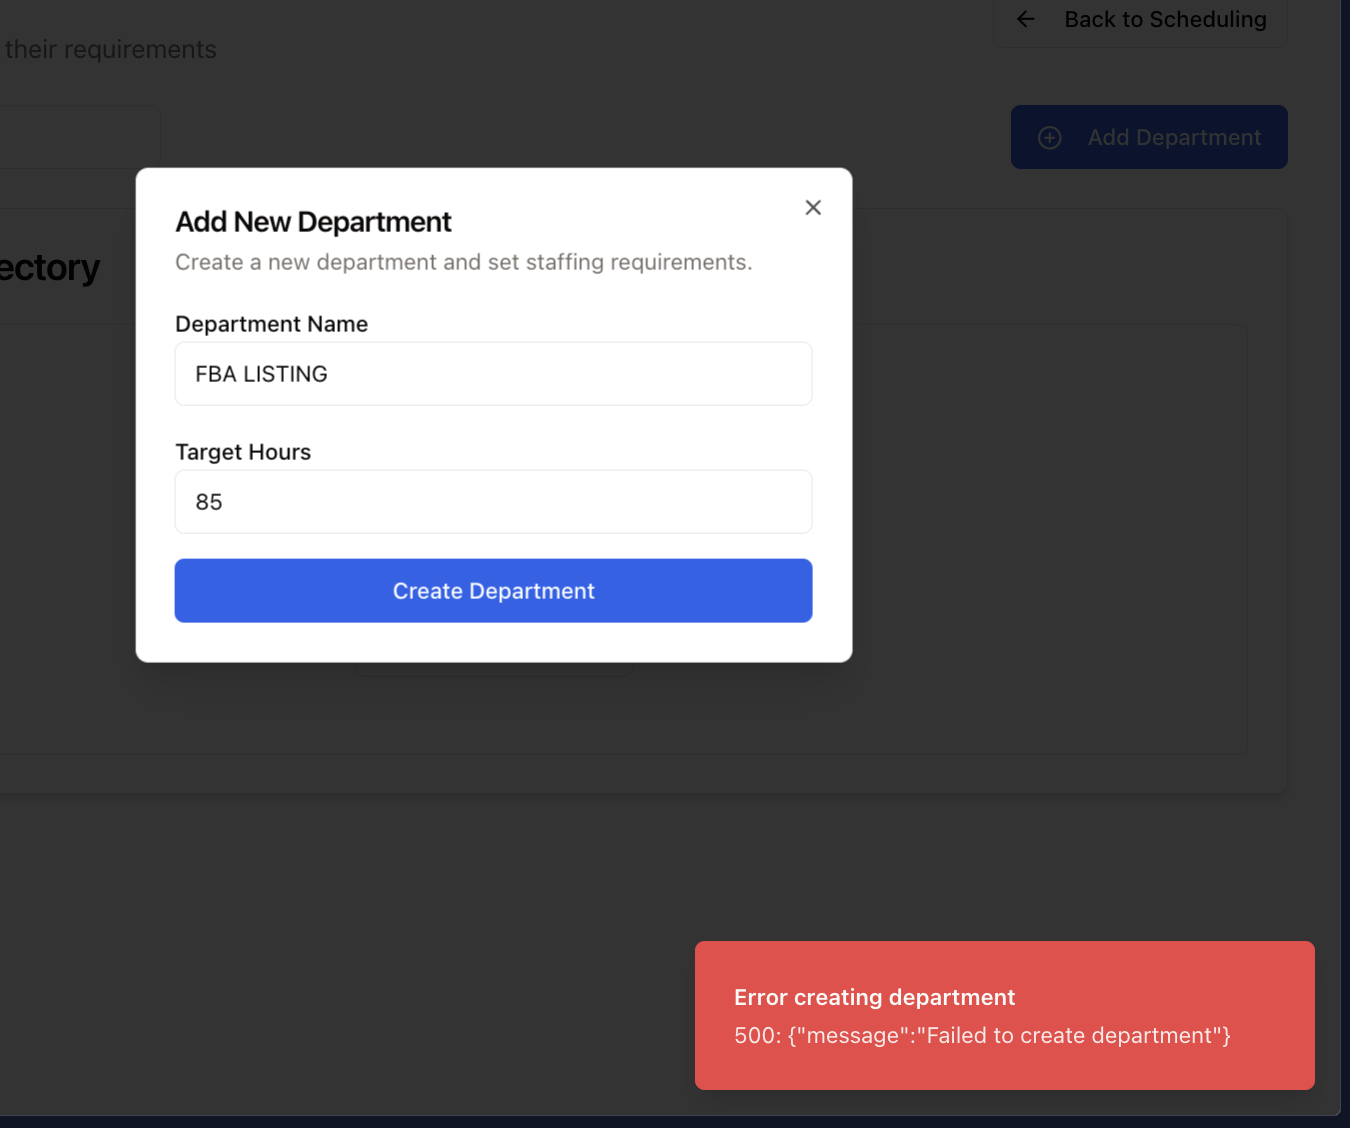 Back to Scheduling
their requirements
Add Department
ectory
Add New Department
Create a new department and set staffing requirements.
Department Name
FBA LISTING
Target Hours
85
Create Department
Error creating department
500: {"message":"Failed to create department"}